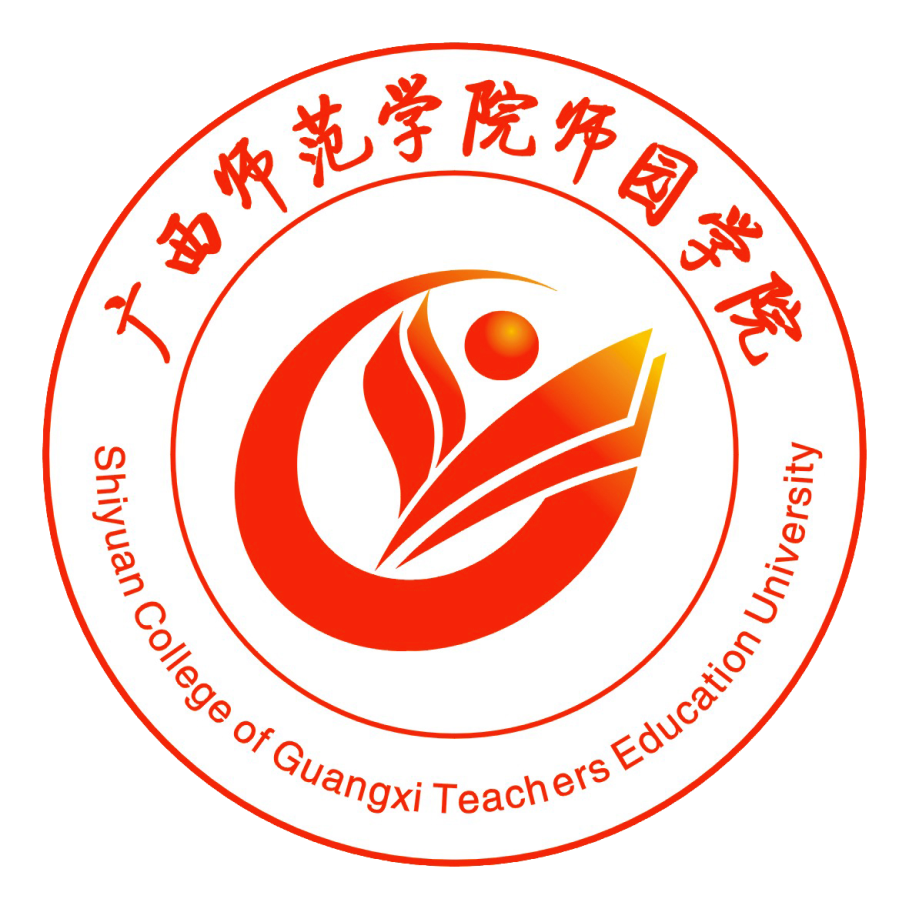 广西师范学院师园学院
Shiyuan College of Guangxi Teachers Education University